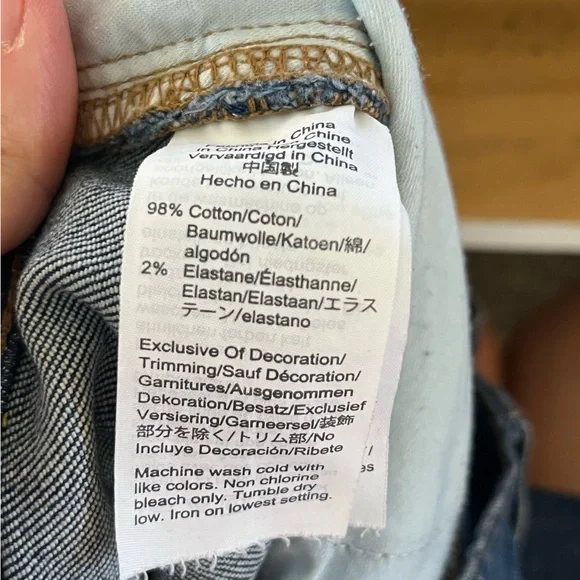 in China
Chine
in China Hergestellt
Vervaardigd in China
中国製
Hecho en China
98% Cotton/Coton/
Baumwolle/Katoen/綿/
algodón
2% Elastane/Élasthanne/
Elastan/Elastaan/エラス
テーン/elastano
Exclusive Of Decoration/
Trimming/Sauf Décoration/
Garnitures/Ausgenommen
Dekoration/Besatz/Exclusief
Versiering/Garneersel/装飾
部分を除く/トリム部/No
Incluye Decoración/Ribete
Machine wash cold with
like colors. Non chlorine
bleach only. Tumble dry
low. Iron on lowest setting.